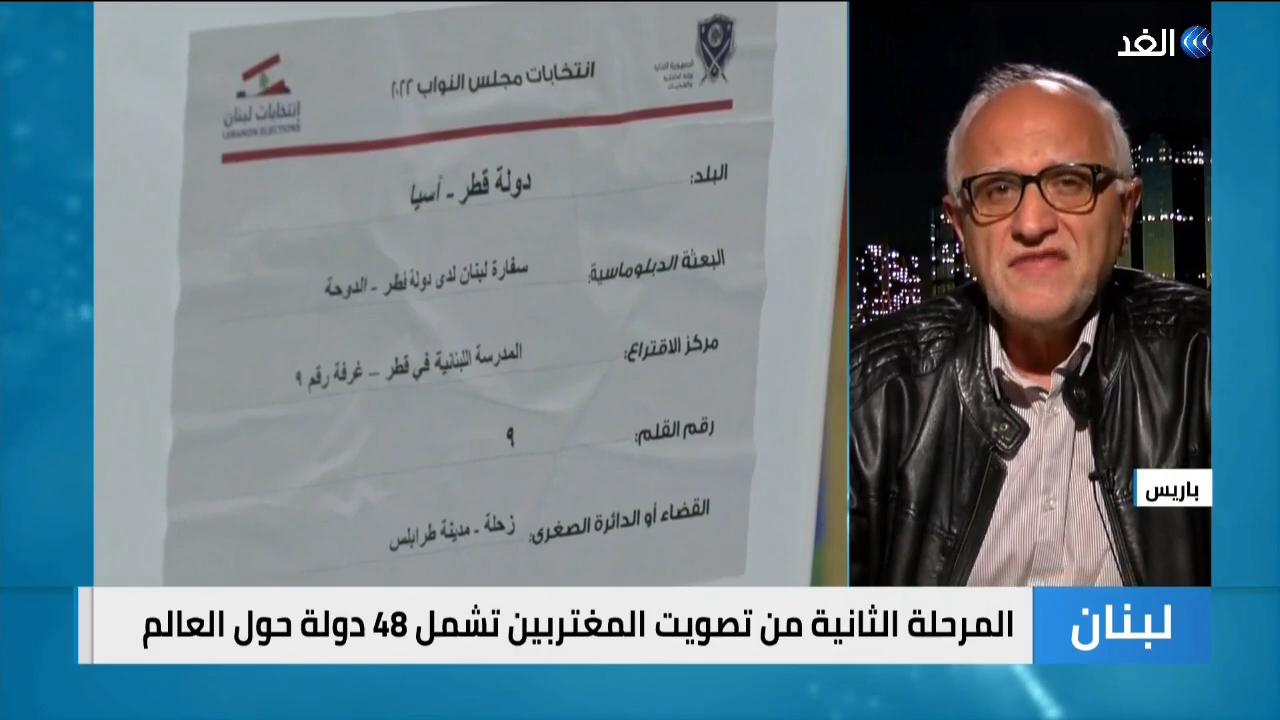 الغد
انتخابات لبنان
LEBANON ELECTIONS
انتخابات مجلس النواب ٢٠٢٢
البلد: دولة قطر - أسيا
البعثة الدبلوماسية: سفارة لبنان لدى دولة قطر - الدوحة
مركز الاقتراع: المدرسة اللبنانية في قطر – غرفة رقم ٩
رقم القلم: ٩
القضاء أو الدائرة الصغرى: زحلة - مدينة طرابلس
باريس
لبنان
المرحلة الثانية من تصويت المغتربين تشمل 48 دولة حول العالم